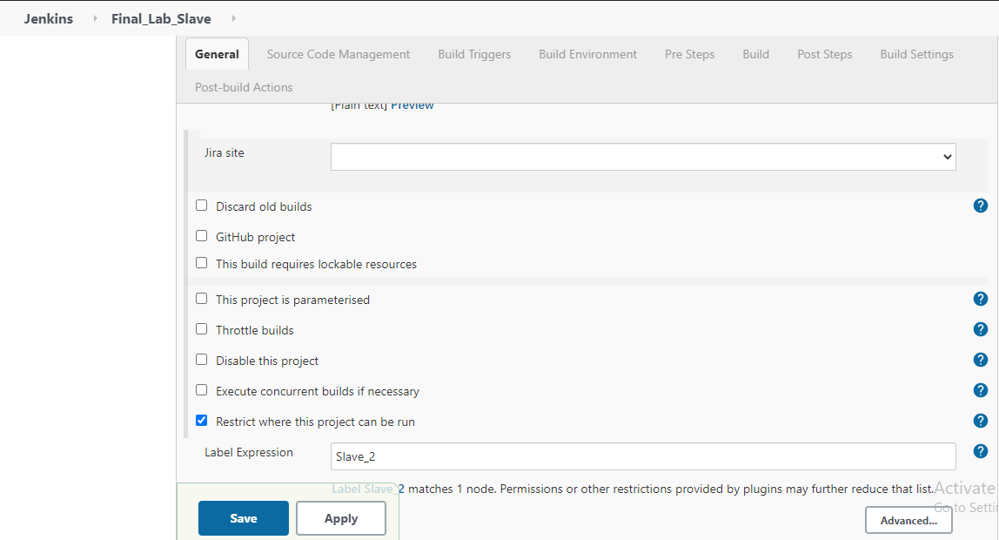 Jenkins Final_Lab_Slave
General Source Code Management Build Triggers Build Environment Pre Steps Build Post Steps Build Settings
Post-build Actions
[Plain text] Preview
Jira site
Discard old builds
GitHub project
This build requires lockable resources
This project is parameterised
Throttle builds
Disable this project
Execute concurrent builds if necessary
Restrict where this project can be run
Label Expression Slave_2
Label Slave_2 matches 1 node. Permissions or other restrictions provided by plugins may further reduce that list.
Activate
Go to Setti
Save Apply Advanced...